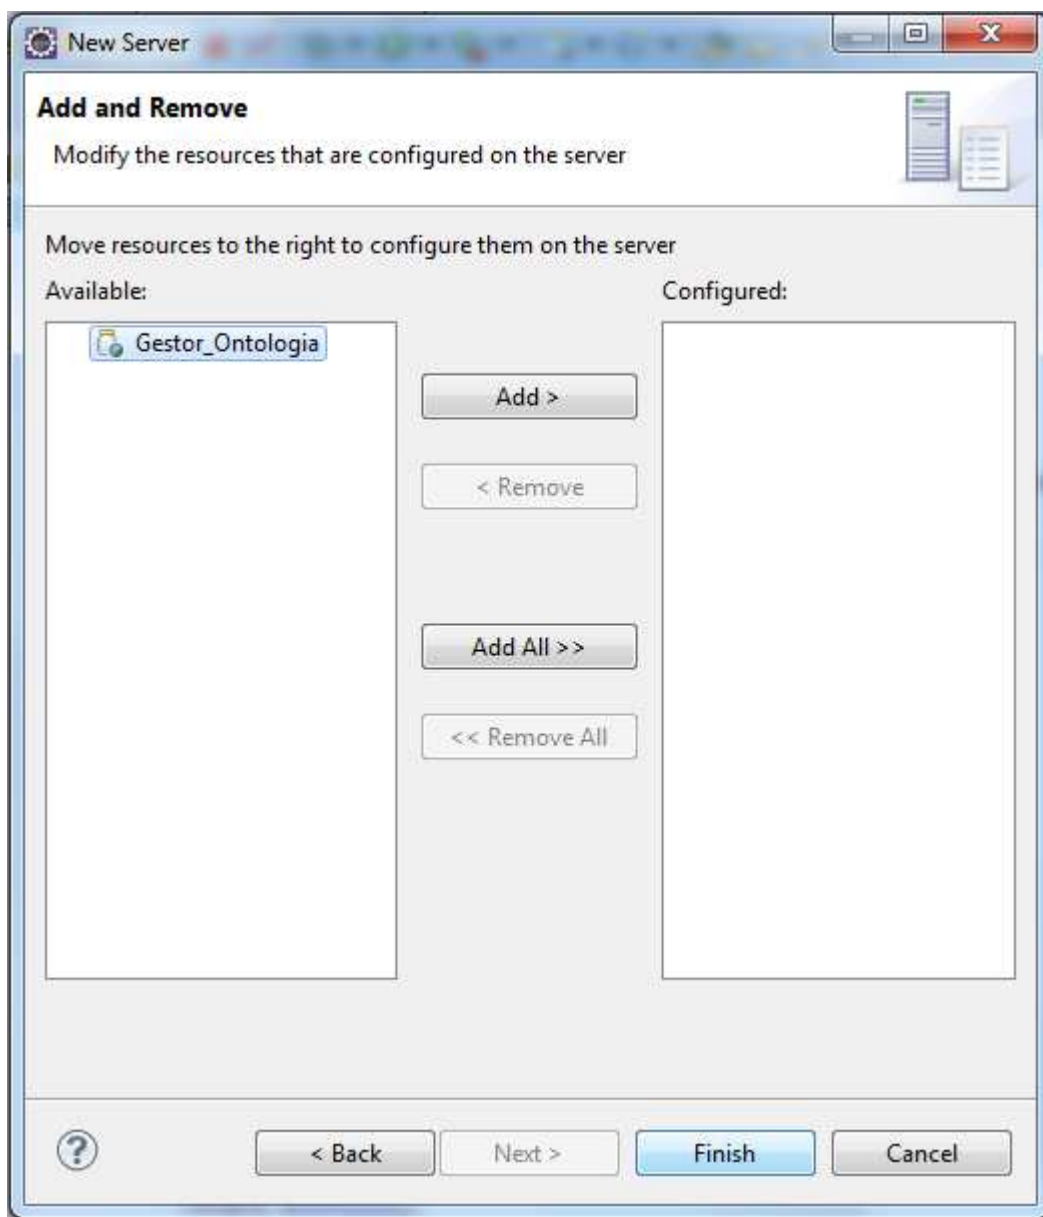 New Server
Add and Remove
Modify the resources that are configured on the server
Move resources to the right to configure them on the server
Available:
Configured:
Gestor_Ontologia
Add >
< Remove
Add All >>
<< Remove All
?
< Back
Next >
Finish
Cancel